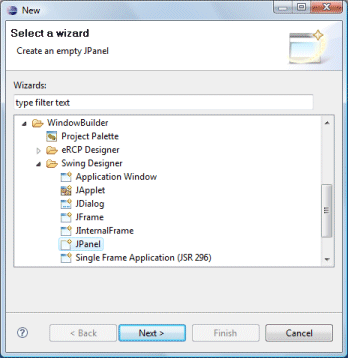 New
Select a wizard
Create an empty JPanel
Wizards:
type filter text
WindowBuilder
Project Palette
eRCP Designer
Swing Designer
Application Window
JApplet
JDialog
JFrame
JInternalFrame
JPanel
Single Frame Application (JSR 296)
?
< Back Next > Finish Cancel